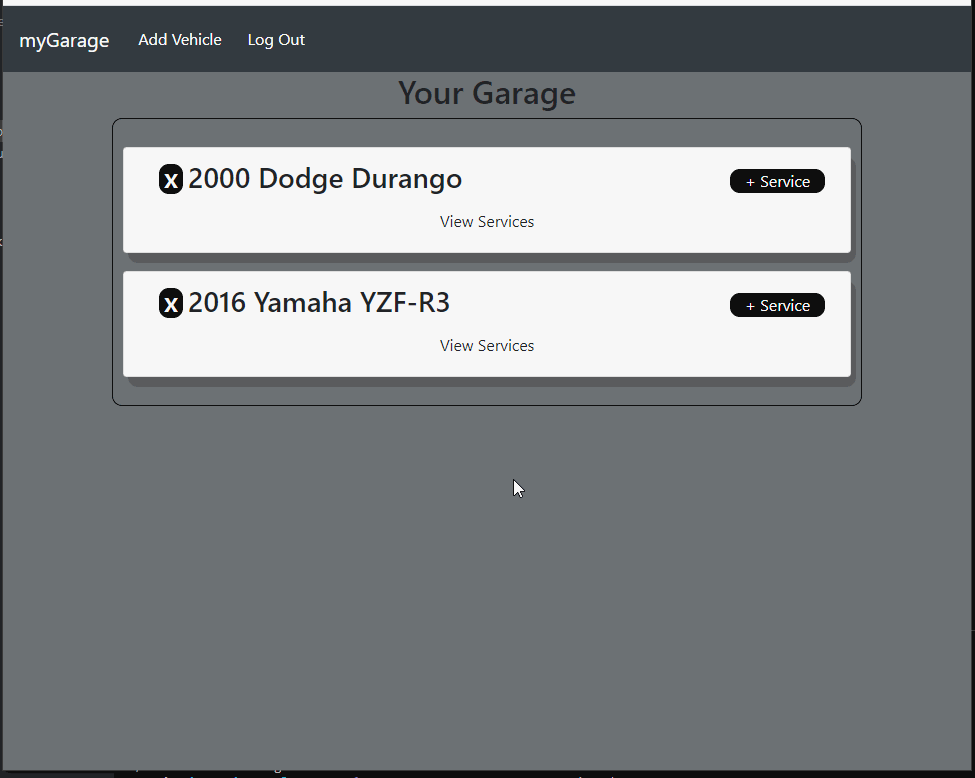 myGarage Add Vehicle Log Out
Your Garage
x 2000 Dodge Durango + Service
View Services
x 2016 Yamaha YZF-R3 + Service
View Services